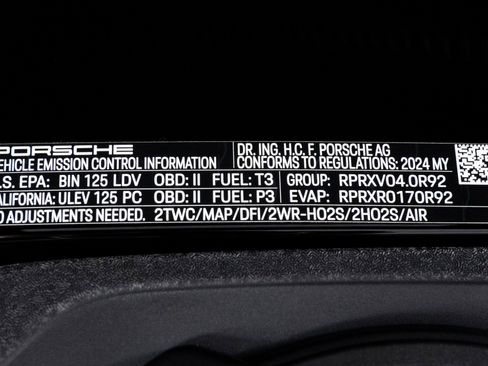 PORSCHE
DR. ING. H.C. F. PORSCHE AG
VEHICLE EMISSION CONTROL INFORMATION
CONFORMS TO REGULATIONS: 2024 MY
.S. EPA: BIN 125 LDV OBD: II FUEL: T3 GROUP: RPRXV04.0R92
CALIFORNIA: ULEV 125 PC OBD: II FUEL: P3 EVAP: RPRXR0170R92
O ADJUSTMENTS NEEDED. 2TWC/MAP/DFI/2WR-HO2S/2HO2S/AIR